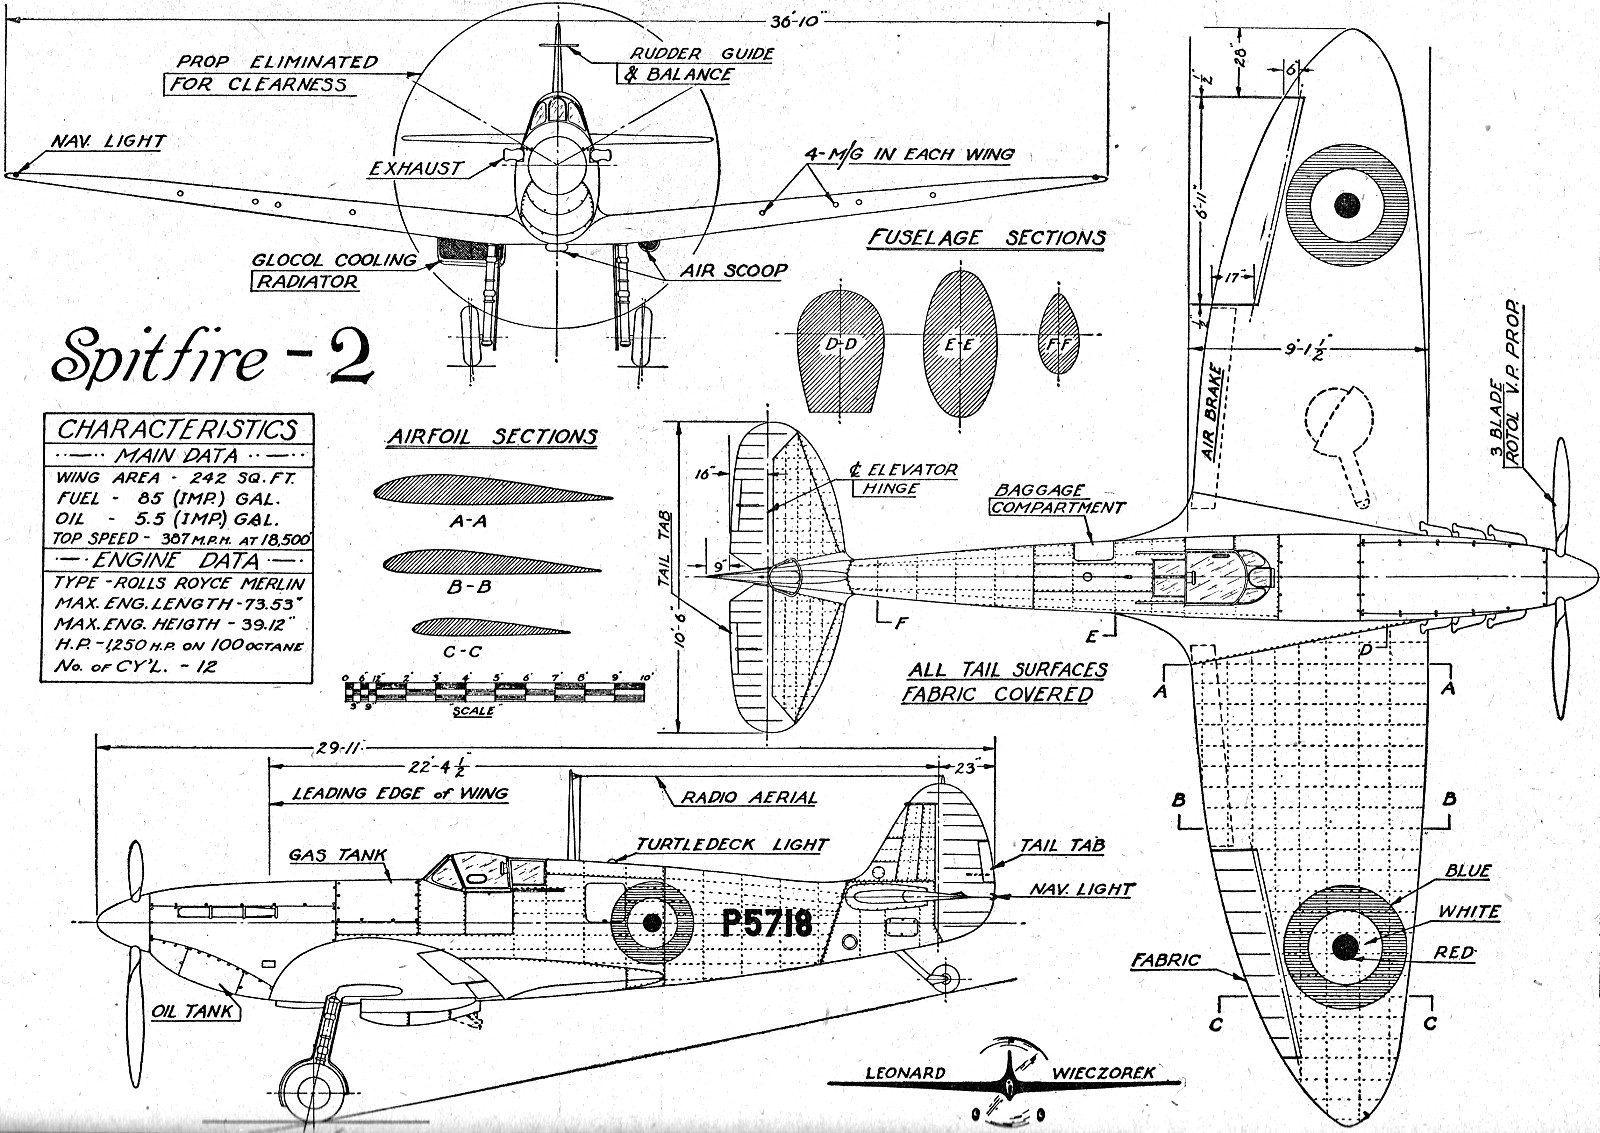 36'-10"
PROP ELIMINATED
FOR CLEARNESS
RUDDER GUIDE
& BALANCE
NAV. LIGHT
EXHAUST
4-M/G IN EACH WING
GLOCOL COOLING
RADIATOR
AIR SCOOP
FUSELAGE SECTIONS
D-D
E-E
F-F
28"
6"
1/2"
6'-11"
17"
1/2"
9'-1 1/2"
AIR BRAKE
3 BLADE
ROTOL V.P. PROP.
Spitfire - 2
CHARACTERISTICS
MAIN DATA
WING AREA - 242 SQ. FT.
FUEL - 85 (IMP.) GAL.
OIL - 5.5 (IMP.) GAL.
TOP SPEED - 387 M.P.H. AT 18,500'
ENGINE DATA
TYPE - ROLLS ROYCE MERLIN
MAX. ENG. LENGTH - 73.53"
MAX. ENG. HEIGTH - 39.12"
H.P. - 1,250 H.P. ON 100 OCTANE
No. OF CY'L. - 12
AIRFOIL SECTIONS
A-A
B-B
C-C
0 6" 12" 2' 3' 4' 5' 6' 7' 8' 9' 10'
3 9
"SCALE"
16"
℄ ELEVATOR
HINGE
TAIL TAB
9"
10'-6"
BAGGAGE
COMPARTMENT
F
E
D
ALL TAIL SURFACES
FABRIC COVERED
A
A
B
B
C
C
BLUE
WHITE
RED
FABRIC
29'-11"
22'-4 1/2"
23"
LEADING EDGE of WING
RADIO AERIAL
GAS TANK
TURTLEDECK LIGHT
TAIL TAB
NAV. LIGHT
P5718
OIL TANK
LEONARD WIECZOREK